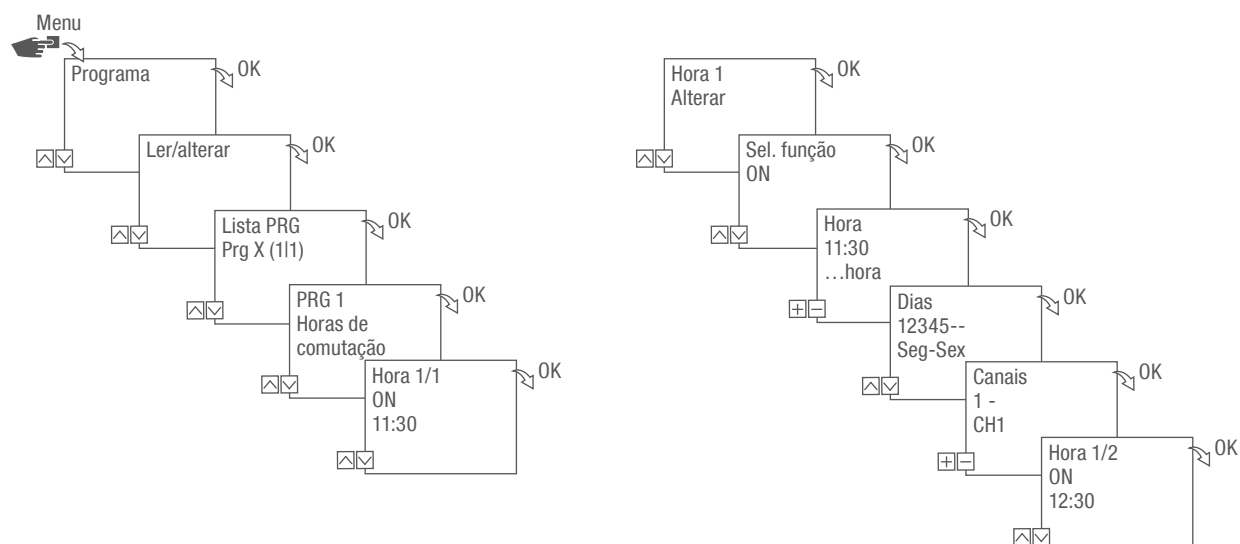 Menu
Programa
OK
Ler/alterar
OK
Lista PRG
Prg X (1|1)
OK
PRG 1
Horas de
comutação
OK
Hora 1/1
ON
11:30
OK
Hora 1
Alterar
OK
Sel. função
ON
OK
Hora
11:30
…hora
OK
Dias
12345--
Seg-Sex
OK
Canais
1 -
CH1
OK
Hora 1/2
ON
12:30
OK